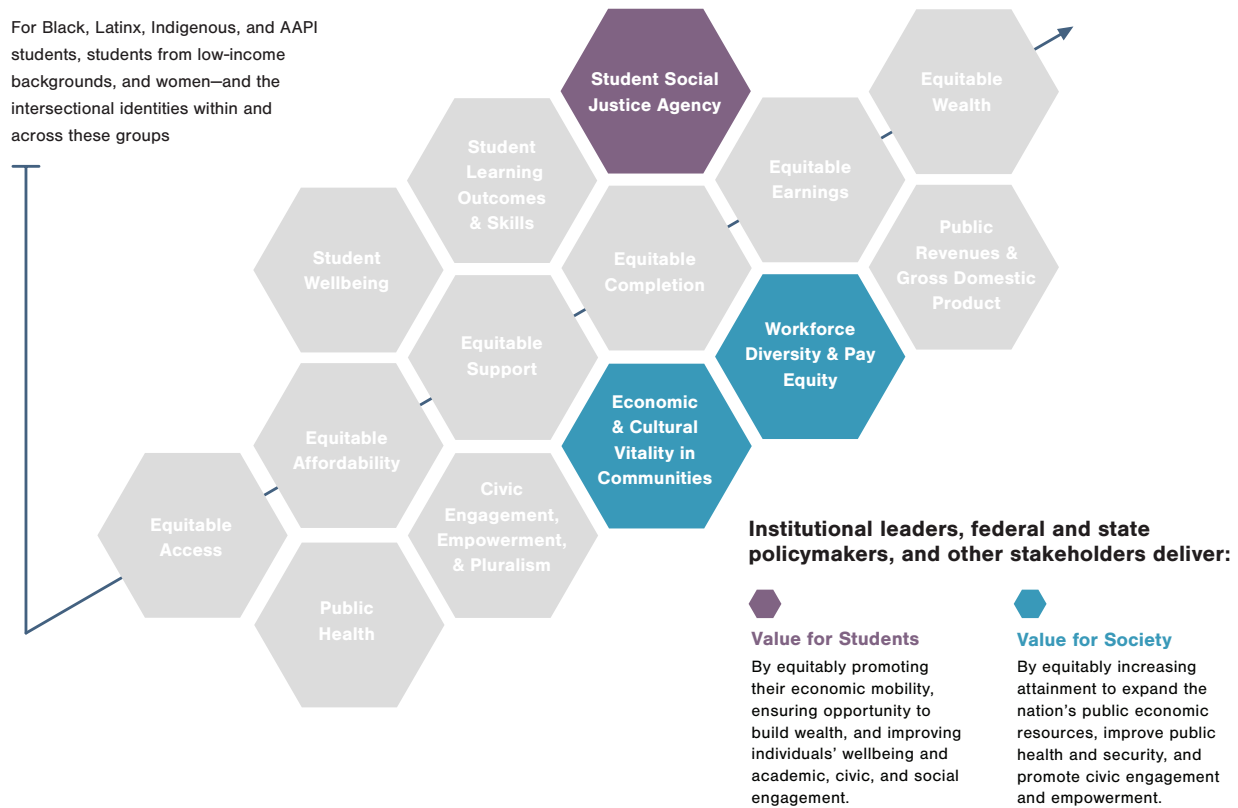 For Black, Latinx, Indigenous, and AAPI
students, students from low-income
backgrounds, and women—and the
intersectional identities within and
across these groups
Student Social
Justice Agency
Equitable
Wealth
Student
Learning
Outcomes
& Skills
Equitable
Earnings
Student
Wellbeing
Equitable
Completion
Public
Revenues &
Gross Domestic
Product
Equitable
Support
Workforce
Diversity & Pay
Equity
Equitable
Affordability
Economic
& Cultural
Vitality in
Communities
Equitable
Access
Civic
Engagement,
Empowerment,
& Pluralism
Public
Health
Institutional leaders, federal and state
policymakers, and other stakeholders deliver:
Value for Students
By equitably promoting
their economic mobility,
ensuring opportunity to
build wealth, and improving
individuals’ wellbeing and
academic, civic, and social
engagement.
Value for Society
By equitably increasing
attainment to expand the
nation’s public economic
resources, improve public
health and security, and
promote civic engagement
and empowerment.